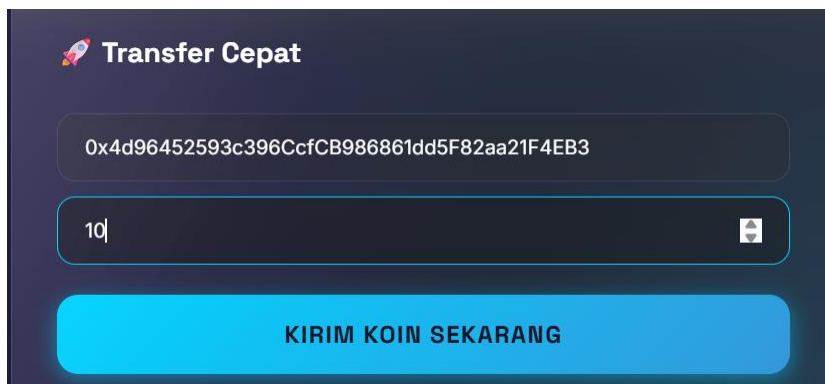 🚀 Transfer Cepat
0x4d96452593c396CcfCB986861dd5F82aa21F4EB3
10
KIRIM KOIN SEKARANG